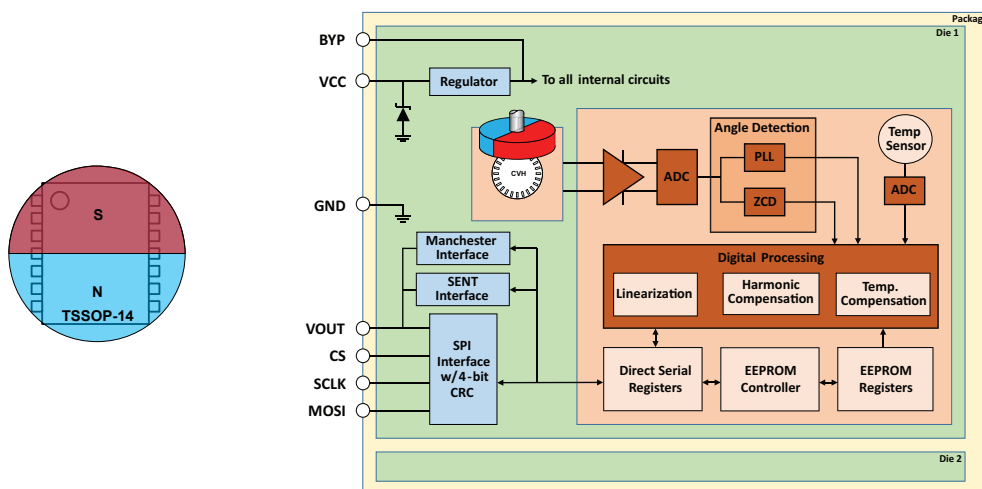 S
N
TSSOP-14
Package
Die 1
BYP
VCC
Regulator
To all internal circuits
GND
CVH
ADC
Angle Detection
PLL
ZCD
Temp
Sensor
ADC
Manchester
Interface
SENT
Interface
Digital Processing
Linearization
Harmonic
Compensation
Temp.
Compensation
VOUT
CS
SCLK
MOSI
SPI
Interface
w/4-bit
CRC
Direct Serial
Registers
EEPROM
Controller
EEPROM
Registers
Die 2